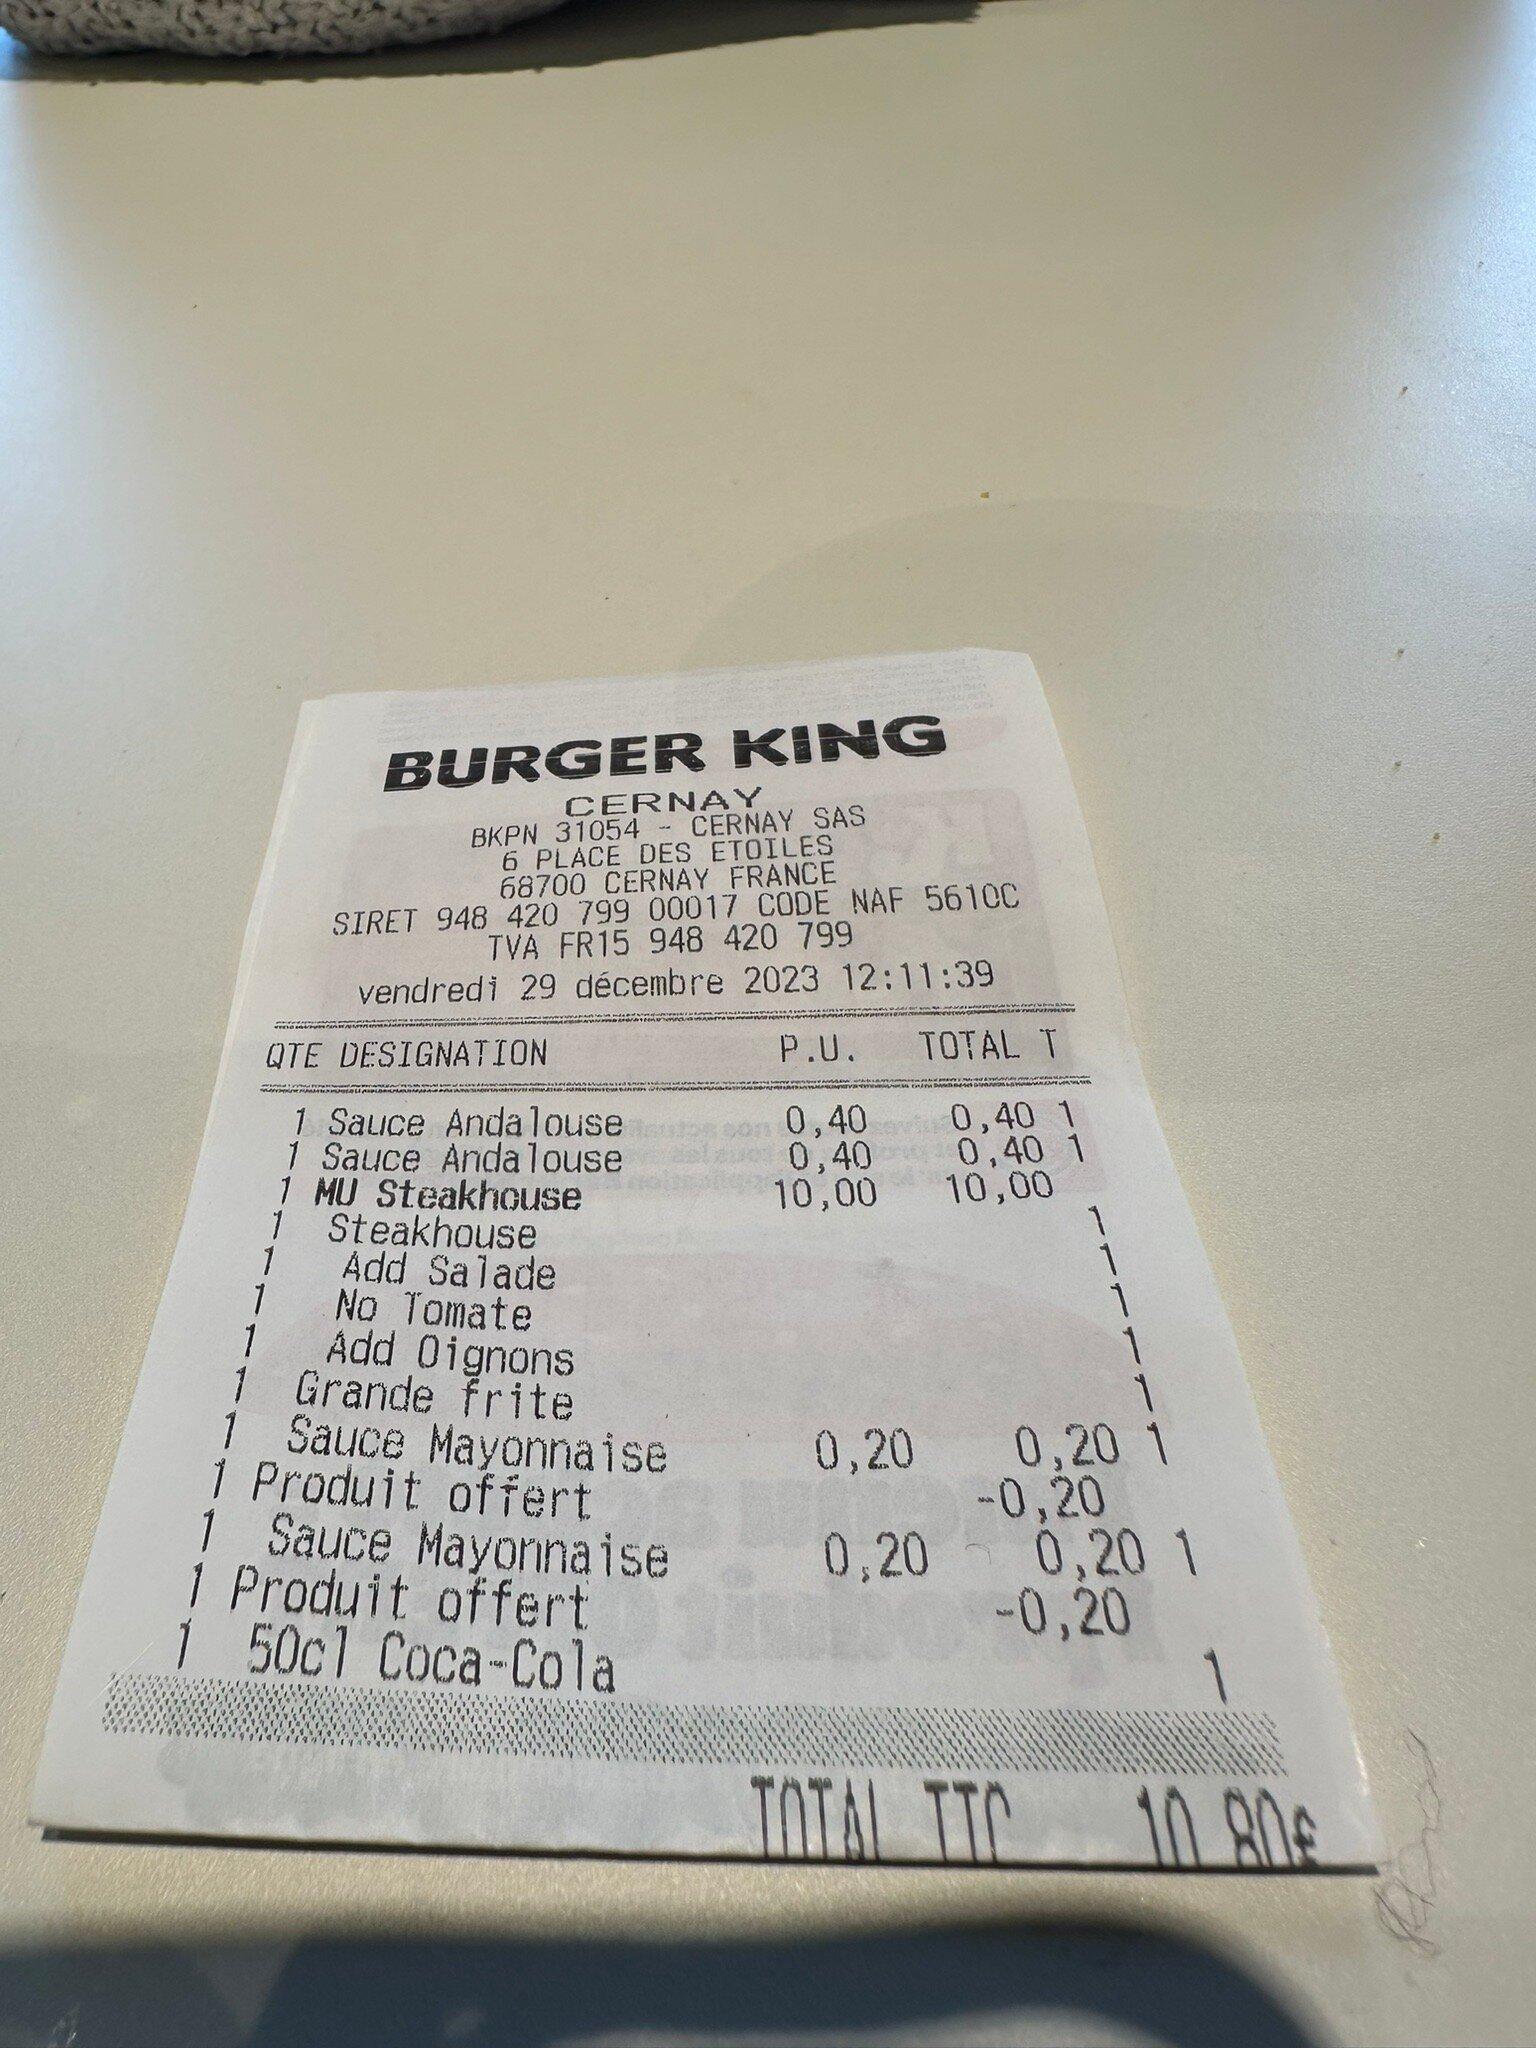 BURGER KING
CERNAY
BKPN 31054 - CERNAY SAS
6 PLACE DES ETOILES
68700 CERNAY FRANCE
SIRET 948 420 799 00017 CODE NAF 5610C
TVA FR15 948 420 799
vendredi 29 décembre 2023 12:11:39
QTE DESIGNATION P.U. TOTAL T
1 Sauce Andalouse 0,40 0,40 1
1 Sauce Andalouse 0,40 0,40 1
1 MU Steakhouse 10,00 10,00
1 Steakhouse 1
1 Add Salade 1
1 No Tomate 1
1 Add Oignons 1
1 Grande frite 1
1 Sauce Mayonnaise 0,20 0,20 1
1 Produit offert -0,20
1 Sauce Mayonnaise 0,20 0,20 1
1 Produit offert -0,20
1 50cl Coca-Cola 1
TOTAL TTC 10,80€